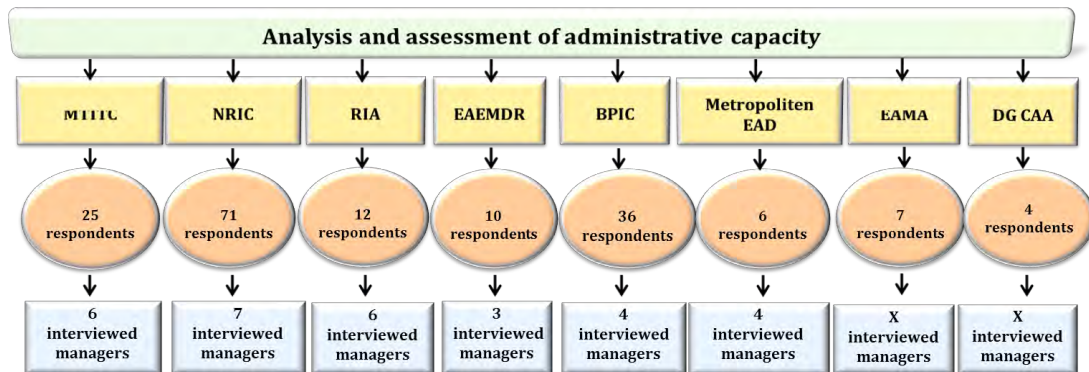 Analysis and assessment of administrative capacity
MTITC
NRIC
RIA
EAEMDR
BPIC
Metropoliten
EAD
EAMA
DG CAA
25
respondents
71
respondents
12
respondents
10
respondents
36
respondents
6
respondents
7
respondents
4
respondents
6
interviewed
managers
7
interviewed
managers
6
interviewed
managers
3
interviewed
managers
4
interviewed
managers
4
interviewed
managers
X
interviewed
managers
X
interviewed
managers